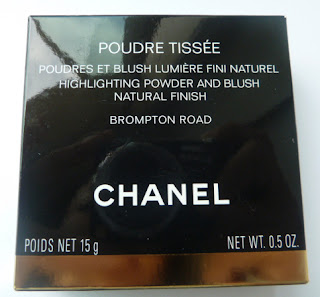 POUDRE TISSÉE
POUDRES ET BLUSH LUMIÈRE FINI NATUREL
HIGHLIGHTING POWDER AND BLUSH
NATURAL FINISH
BROMPTON ROAD
CHANEL
POIDS NET 15 g NET WT. 0.5 OZ.